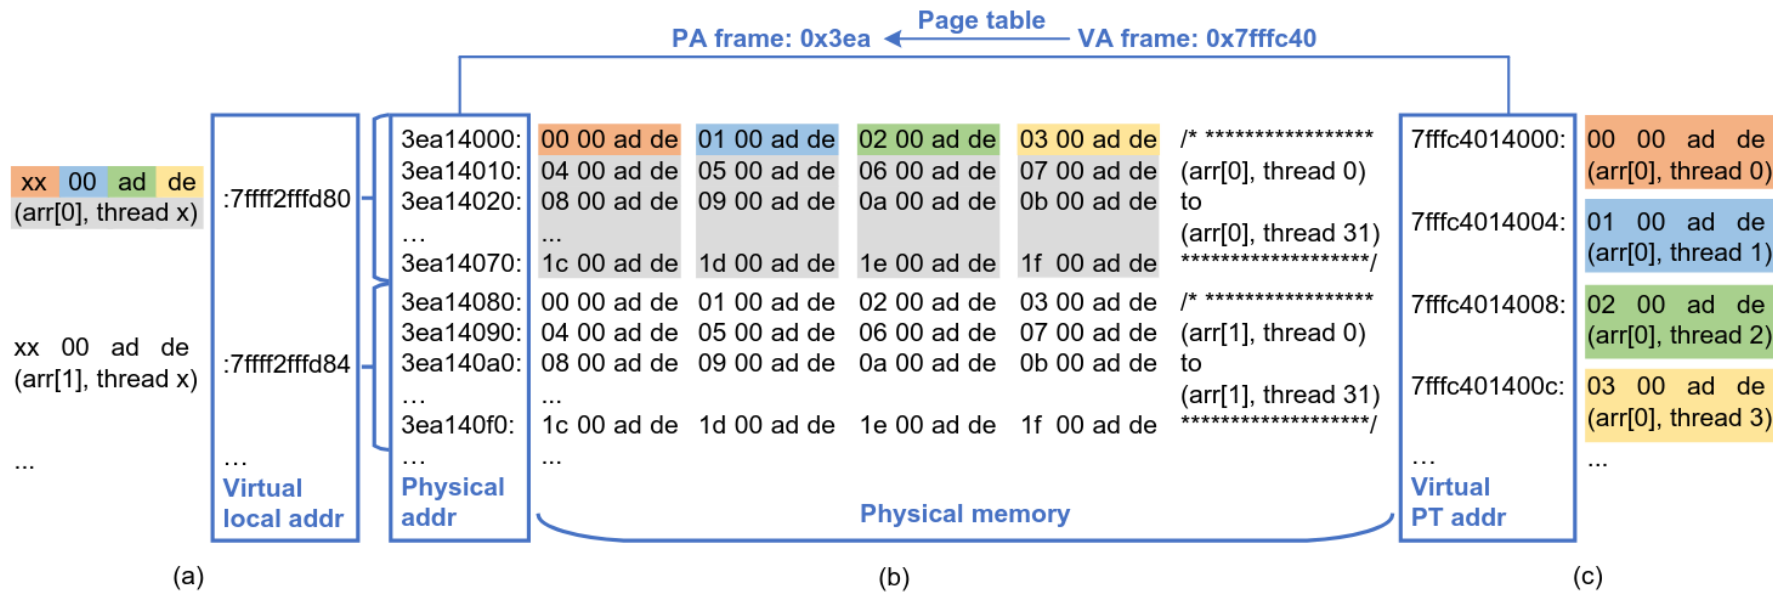 Page table
PA frame: 0x3ea
VA frame: 0x7fffc40
xx 00 ad de
(arr[0], thread x)
xx 00 ad de
(arr[1], thread x)
...
:7ffff2fffd80
:7ffff2fffd84
...
Virtual
local addr
3ea14000: 00 00 ad de 01 00 ad de 02 00 ad de 03 00 ad de /* *****************
3ea14010: 04 00 ad de 05 00 ad de 06 00 ad de 07 00 ad de (arr[0], thread 0)
3ea14020: 08 00 ad de 09 00 ad de 0a 00 ad de 0b 00 ad de to
... ... (arr[0], thread 31)
3ea14070: 1c 00 ad de 1d 00 ad de 1e 00 ad de 1f 00 ad de *******************/
3ea14080: 00 00 ad de 01 00 ad de 02 00 ad de 03 00 ad de /* *****************
3ea14090: 04 00 ad de 05 00 ad de 06 00 ad de 07 00 ad de (arr[1], thread 0)
3ea140a0: 08 00 ad de 09 00 ad de 0a 00 ad de 0b 00 ad de to
... ... (arr[1], thread 31)
3ea140f0: 1c 00 ad de 1d 00 ad de 1e 00 ad de 1f 00 ad de *******************/
... ...
Physical
addr
Physical memory
7fffc4014000: 00 00 ad de
(arr[0], thread 0)
7fffc4014004: 01 00 ad de
(arr[0], thread 1)
7fffc4014008: 02 00 ad de
(arr[0], thread 2)
7fffc401400c: 03 00 ad de
(arr[0], thread 3)
... ...
Virtual
PT addr
(a)
(b)
(c)